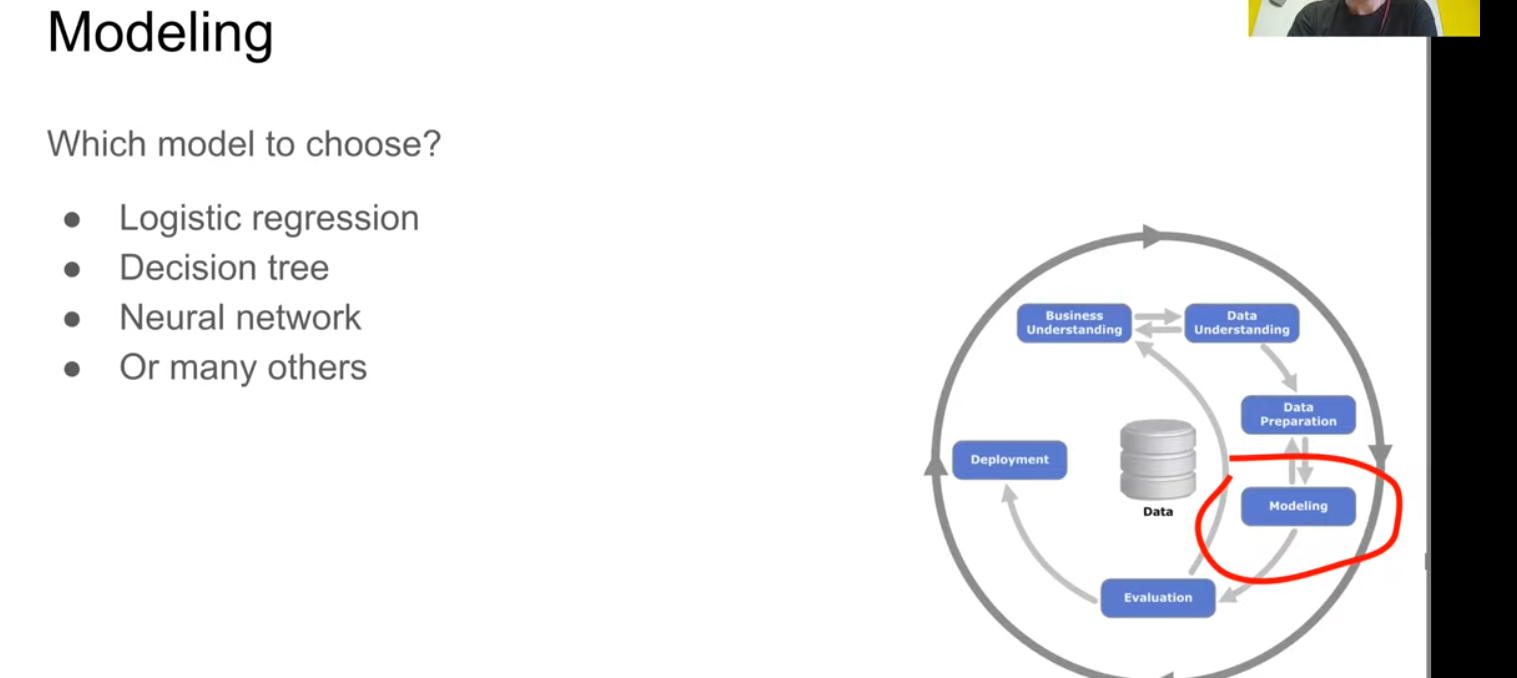 Modeling
Which model to choose?
● Logistic regression
● Decision tree
● Neural network
● Or many others
Business
Understanding
Data
Understanding
Data
Preparation
Deployment
Data
Modeling
Evaluation